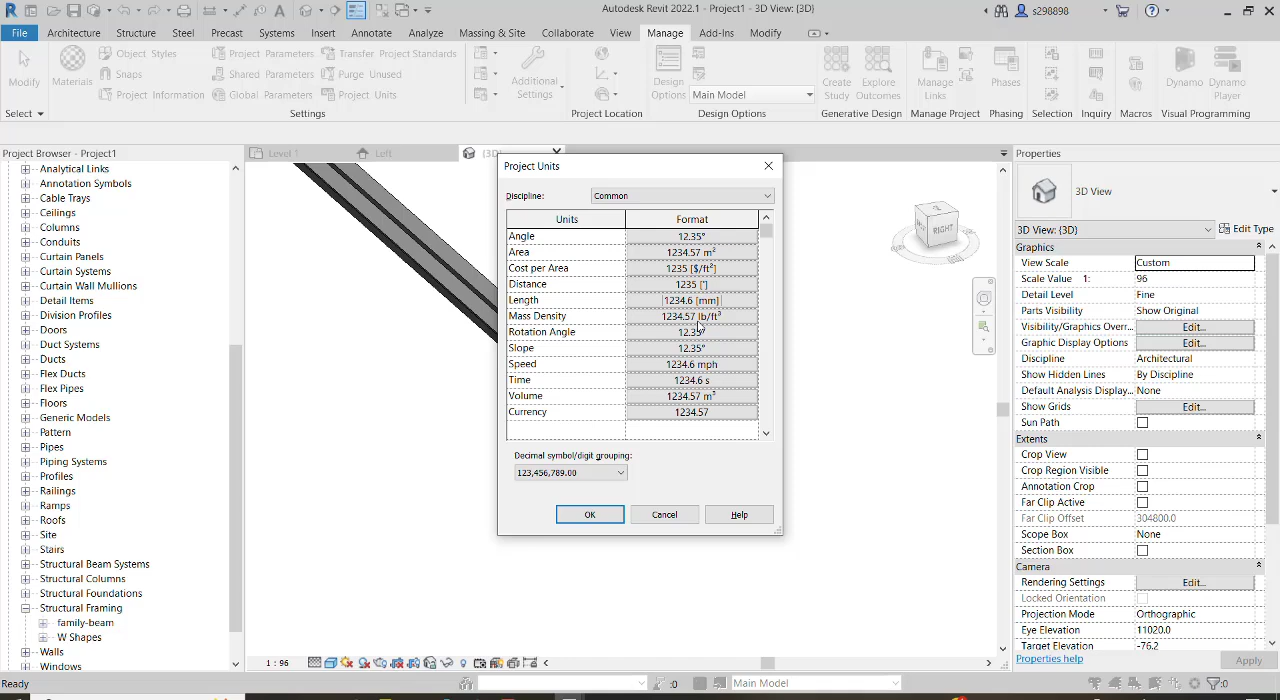 Autodesk Revit 2022.1 - Project1 - 3D View: {3D}
s298898
File Architecture Structure Steel Precast Systems Insert Annotate Analyze Massing & Site Collaborate View Manage Add-Ins Modify
Modify
Materials
Object Styles
Snaps
Project Information
Project Parameters
Shared Parameters
Global Parameters
Transfer Project Standards
Purge Unused
Project Units
Additional
Settings
Design
Options
Main Model
Create
Study
Explore
Outcomes
Manage
Links
Phases
Dynamo
Dynamo
Player
Select
Settings
Project Location
Design Options
Generative Design
Manage Project
Phasing
Selection
Inquiry
Macros
Visual Programming
Project Browser - Project1
Analytical Links
Annotation Symbols
Cable Trays
Ceilings
Columns
Conduits
Curtain Panels
Curtain Systems
Curtain Wall Mullions
Detail Items
Division Profiles
Doors
Duct Systems
Ducts
Flex Ducts
Flex Pipes
Floors
Generic Models
Pattern
Pipes
Piping Systems
Profiles
Railings
Ramps
Roofs
Site
Stairs
Structural Beam Systems
Structural Columns
Structural Foundations
Structural Framing
family-beam
W Shapes
Walls
Windows
Level 1
Left
{3D
Project Units
Discipline: Common
Units Format
Angle 12.35°
Area 1234.57 m²
Cost per Area 1235 [$/ft²]
Distance 1235 [']
Length 1234.6 [mm]
Mass Density 1234.57 lb/ft³
Rotation Angle 12.35°
Slope 12.35°
Speed 1234.6 mph
Time 1234.6 s
Volume 1234.57 m³
Currency 1234.57
Decimal symbol/digit grouping:
123,456,789.00
OK Cancel Help
RIGHT
Properties
3D View
3D View: {3D} Edit Type
Graphics
View Scale Custom
Scale Value 1: 96
Detail Level Fine
Parts Visibility Show Original
Visibility/Graphics Overr... Edit...
Graphic Display Options Edit...
Discipline Architectural
Show Hidden Lines By Discipline
Default Analysis Display... None
Show Grids Edit...
Sun Path
Extents
Crop View
Crop Region Visible
Annotation Crop
Far Clip Active
Far Clip Offset 304800.0
Scope Box None
Section Box
Camera
Rendering Settings Edit...
Locked Orientation
Projection Mode Orthographic
Eye Elevation 11020.0
Target Elevation -76.2
Properties help Apply
1 : 96
Ready
:0
Main Model
:0